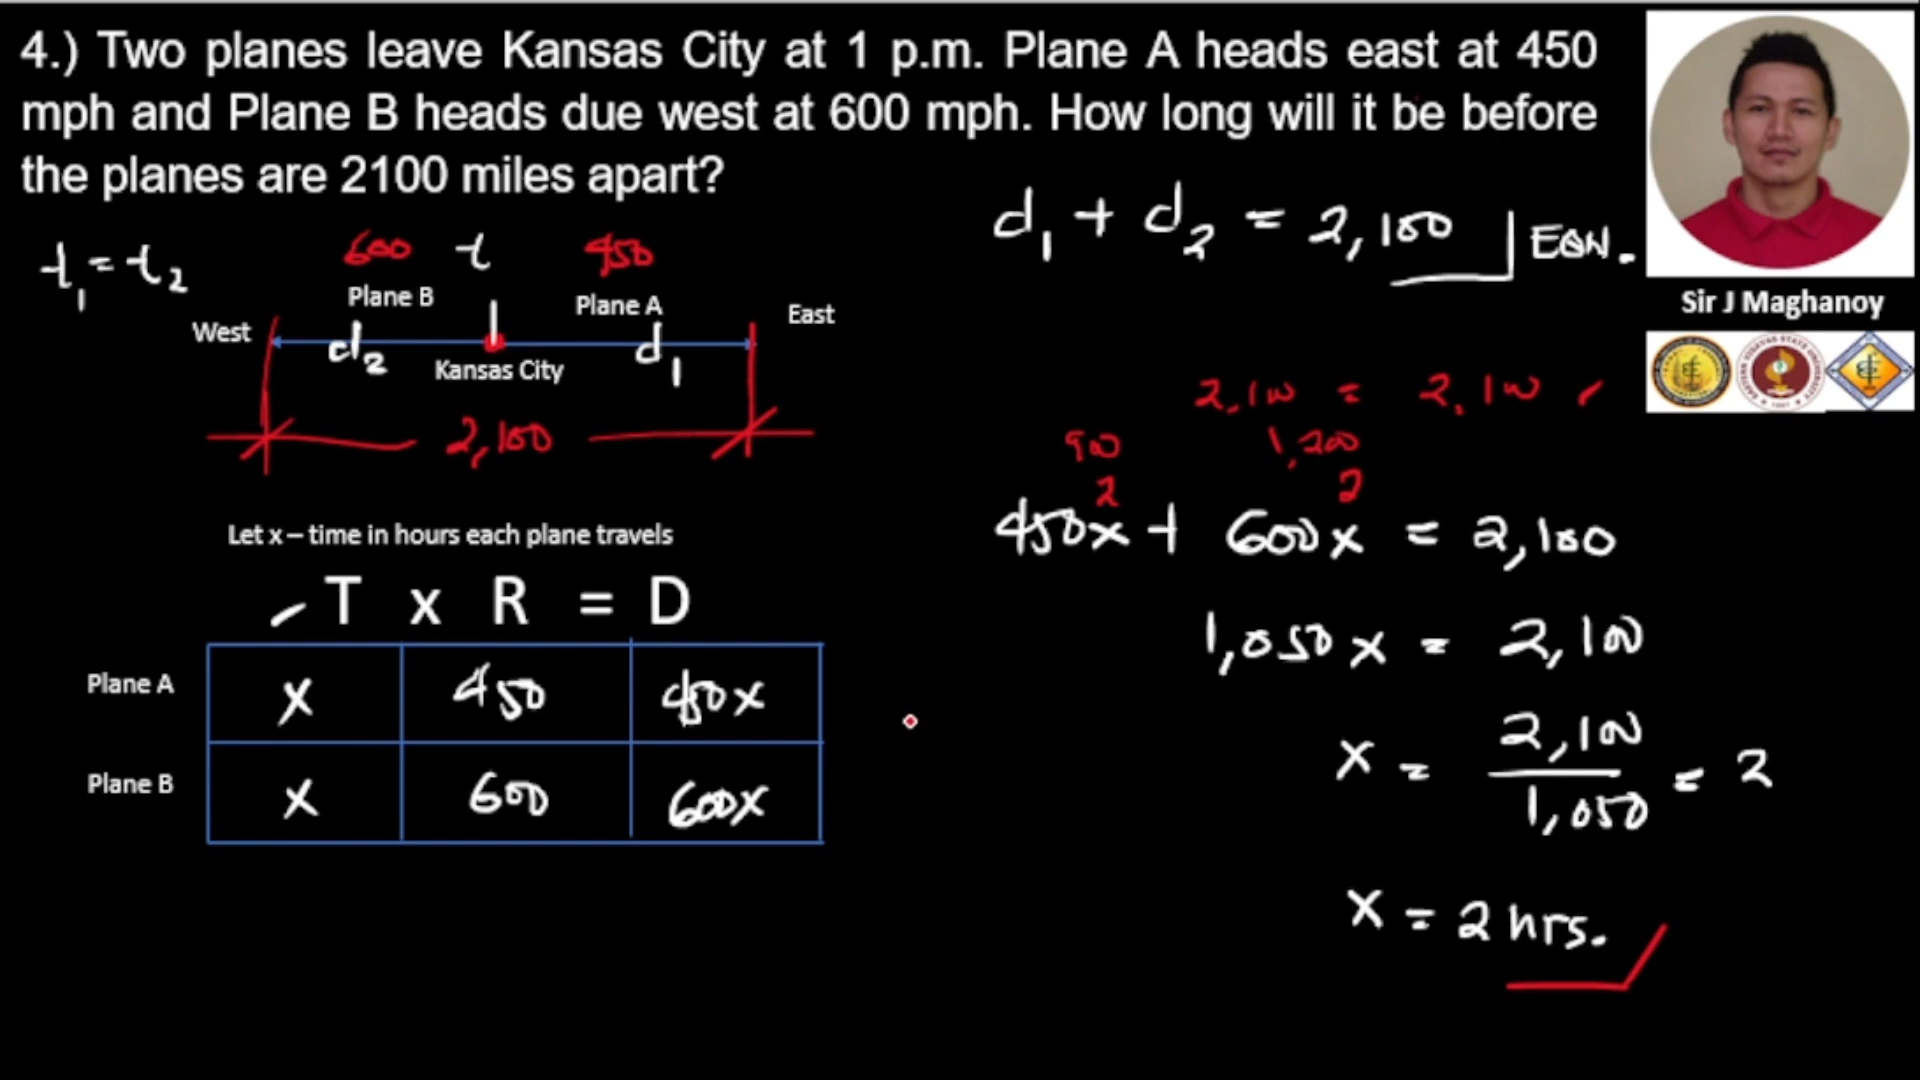 4.) Two planes leave Kansas City at 1 p.m. Plane A heads east at 450
mph and Plane B heads due west at 600 mph. How long will it be before
the planes are 2100 miles apart?
d₁ + d₂ = 2,100 EQN.
t₁ = t₂
600 t 450
Plane B Plane A
West East
d₂ d₁
Kansas City
2,100
Let x – time in hours each plane travels
T x R = D
Plane A x 450 450x
Plane B x 600 600x
2,100 = 2,100
900 1,200
2 2
450x + 600x = 2,100
1,050x = 2,100
x = 2,100 / 1,050 = 2
x = 2 hrs.
Sir J Maghanoy